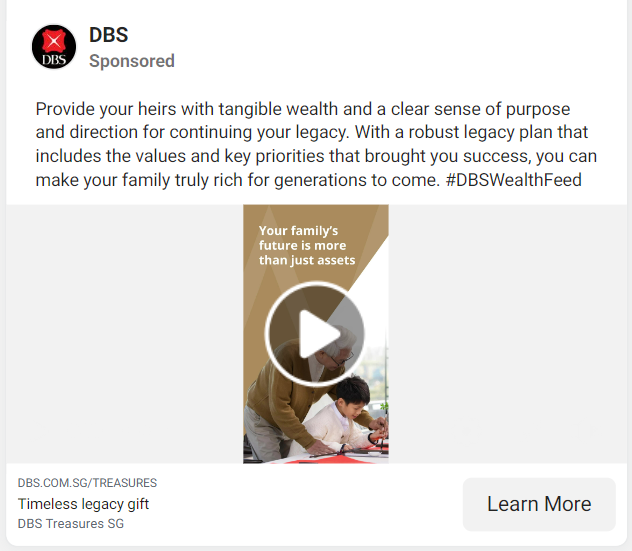 DBS
DBS
Sponsored
Provide your heirs with tangible wealth and a clear sense of purpose
and direction for continuing your legacy. With a robust legacy plan that
includes the values and key priorities that brought you success, you can
make your family truly rich for generations to come. #DBSWealthFeed
Your family's
future is more
than just assets
DBS.COM.SG/TREASURES
Timeless legacy gift
DBS Treasures SG
Learn More